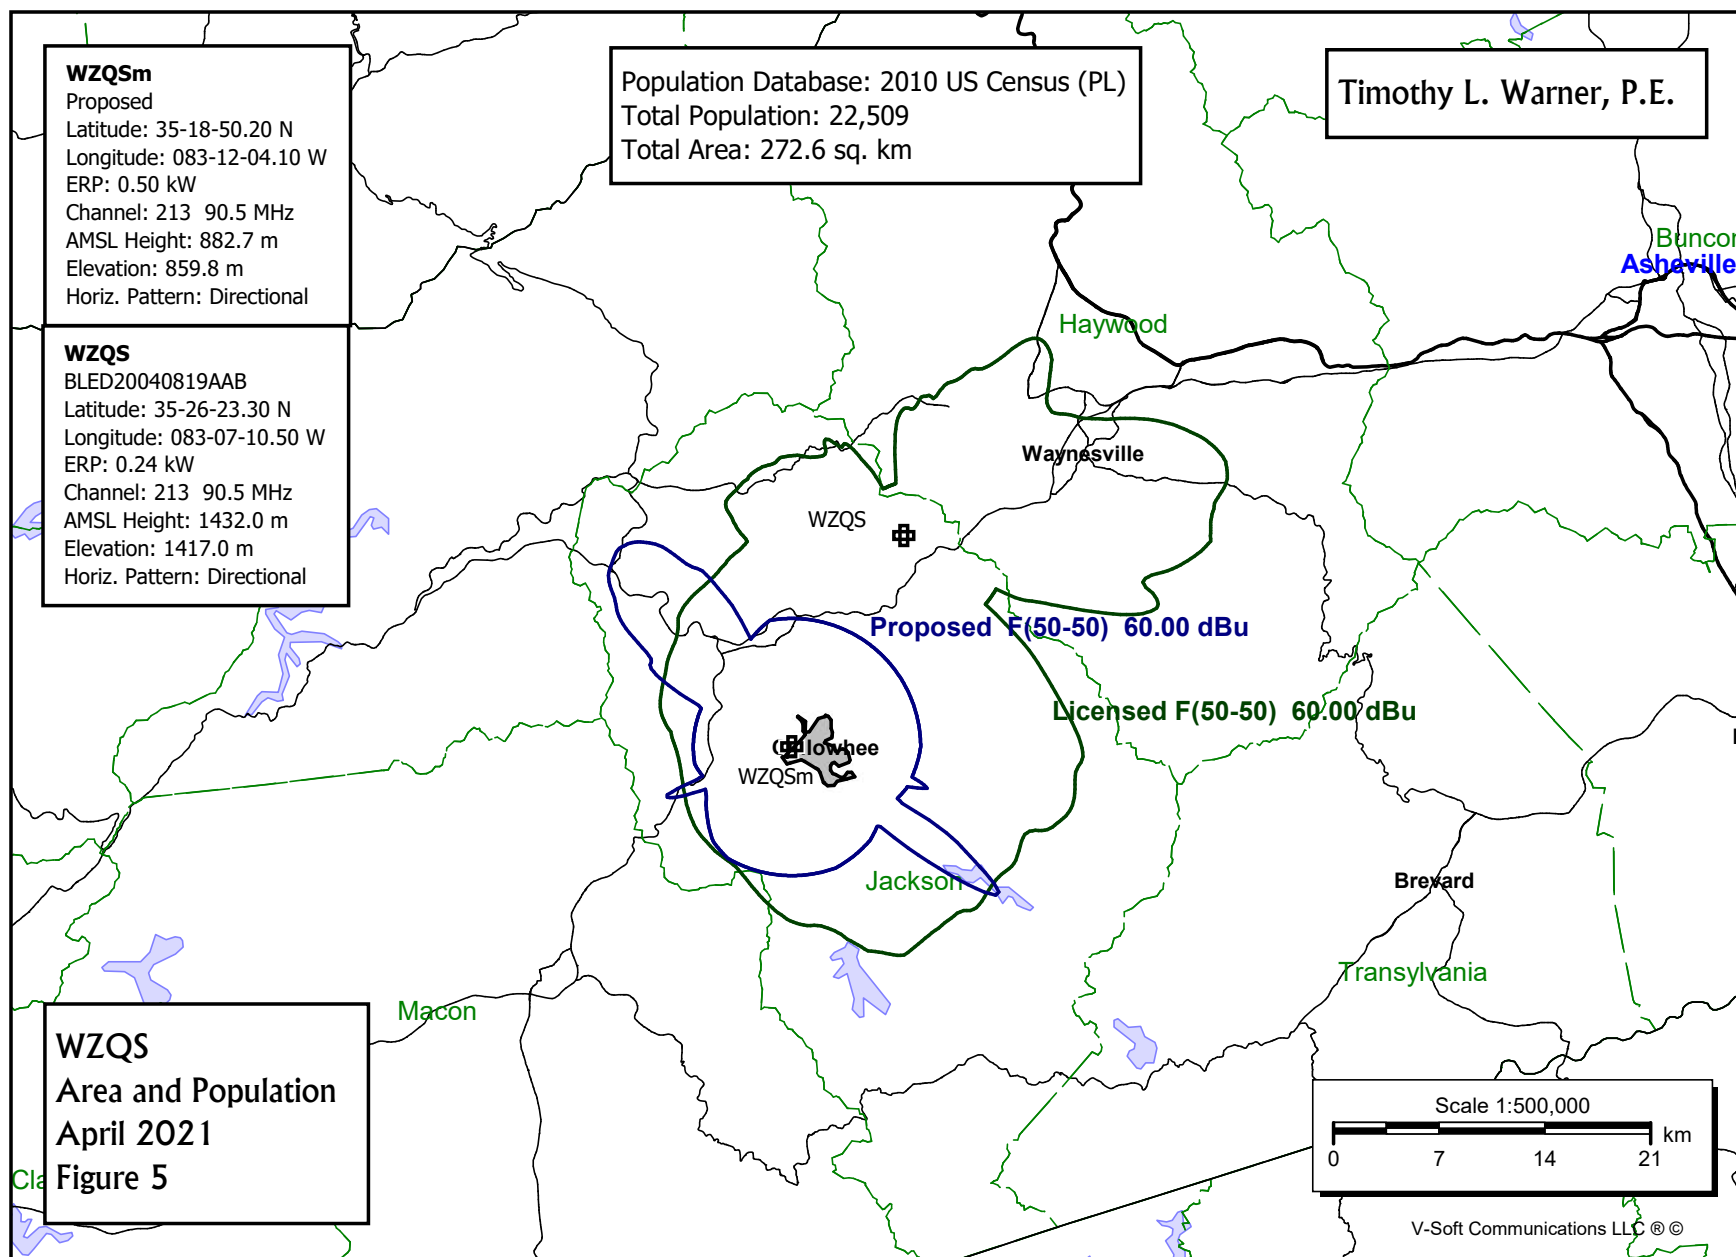 WZQSm
Proposed
Latitude: 35-18-50.20 N
Longitude: 083-12-04.10 W
ERP: 0.50 kW
Channel: 213 90.5 MHz
AMSL Height: 882.7 m
Elevation: 859.8 m
Horiz. Pattern: Directional
WZQS
BLED20040819AAB
Latitude: 35-26-23.30 N
Longitude: 083-07-10.50 W
ERP: 0.24 kW
Channel: 213 90.5 MHz
AMSL Height: 1432.0 m
Elevation: 1417.0 m
Horiz. Pattern: Directional
Population Database: 2010 US Census (PL)
Total Population: 22,509
Total Area: 272.6 sq. km
Timothy L. Warner, P.E.
Asheville
Haywood
Waynesville
WZQS
Proposed F(50-50) 60.00 dBu
Licensed F(50-50) 60.00 dBu
WZQSm
Jackson
Brevard
Transylvania
Macon
WZQS
Area and Population
April 2021
Figure 5
Scale 1:500,000
km
0 7 14 21
V-Soft Communications LLC ® ©